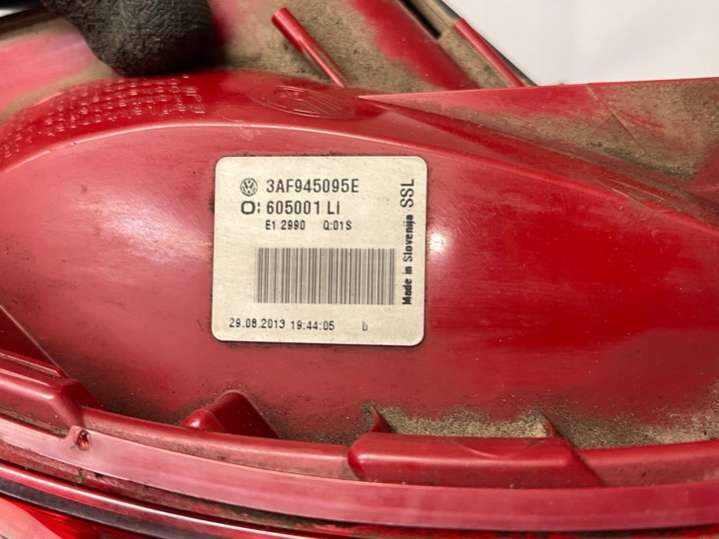 3AF945095E
O: 605001 LI
E1 2990 Q:01S
29.08.2013 19:44:05 b
Made in Slovenija SSL